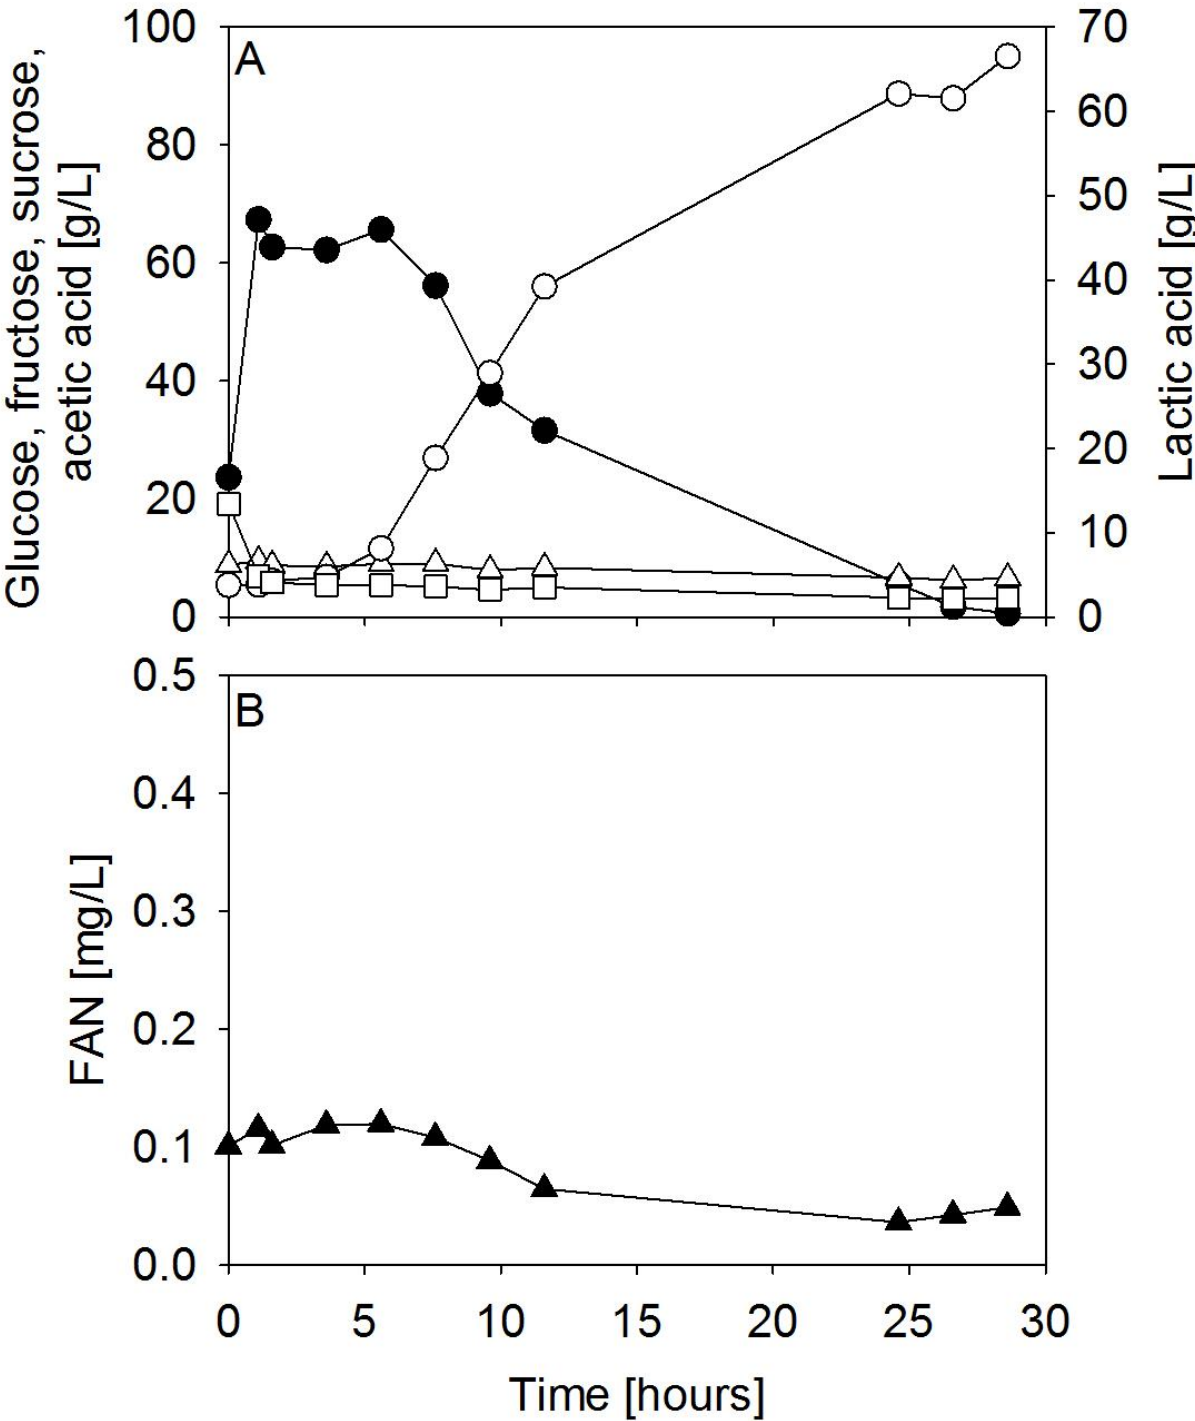 Glucose, fructose, sucrose,
acetic acid [g/L]
100
80
60
40
20
0
A
70
60
50
40
30
20
10
0
Lactic acid [g/L]
FAN [mg/L]
0.5
0.4
0.3
0.2
0.1
0.0
B
0 5 10 15 20 25 30
Time [hours]